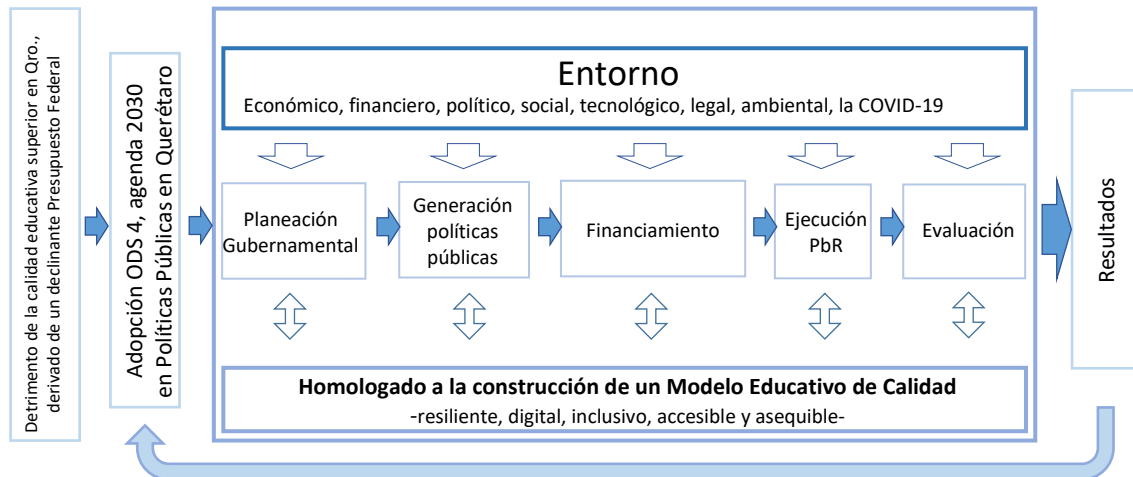 Detrimento de la calidad educativa superior en Qro.,
derivado de un declinante Presupuesto Federal
Adopción ODS 4, agenda 2030
en Políticas Públicas en Querétaro
Entorno
Económico, financiero, político, social, tecnológico, legal, ambiental, la COVID-19
Planeación
Gubernamental
Generación
políticas
públicas
Financiamiento
Ejecución
PbR
Evaluación
Homologado a la construcción de un Modelo Educativo de Calidad
-resiliente, digital, inclusivo, accesible y asequible-
Resultados